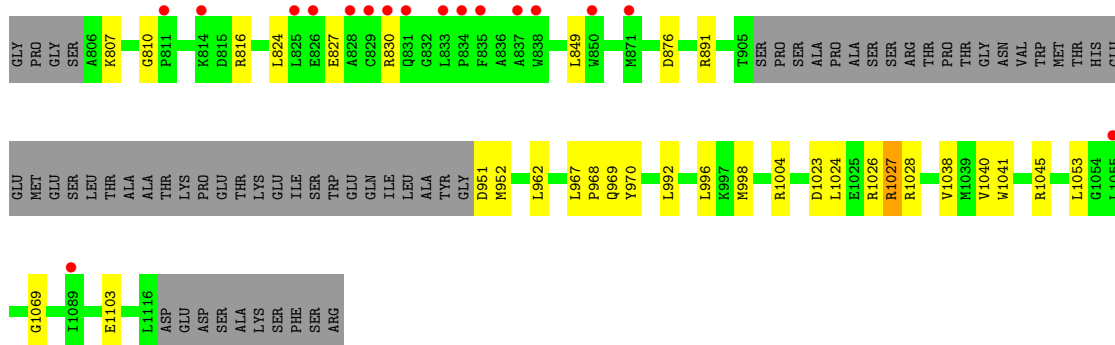 GLY PRO GLY SER A806 K807 G810 P811 K814 D815 R816 L824 L825 E826 E827 A828 C829 R830 Q831 G832 L833 P834 F835 A836 A837 W838 L849 W850 M871 D876 R891 T905 SER PRO SER ALA PRO ALA SER SER ARG THR PRO THR GLY ASN VAL TRP MET THR HIS GLU
GLU MET GLU SER LEU THR ALA ALA THR LYS PRO GLU THR LYS GLU ILE SER TRP GLU GLN ILE LEU ALA TYR GLY D951 M952 L962 L967 P968 Q969 Y970 L992 L996 K997 M998 R1004 D1023 L1024 E1025 R1026 R1027 R1028 V1038 M1039 V1040 W1041 R1045 L1053 G1054 L1055
G1069 I1089 E1103 L1116 ASP GLU ASP SER ALA LYS SER PHE SER ARG